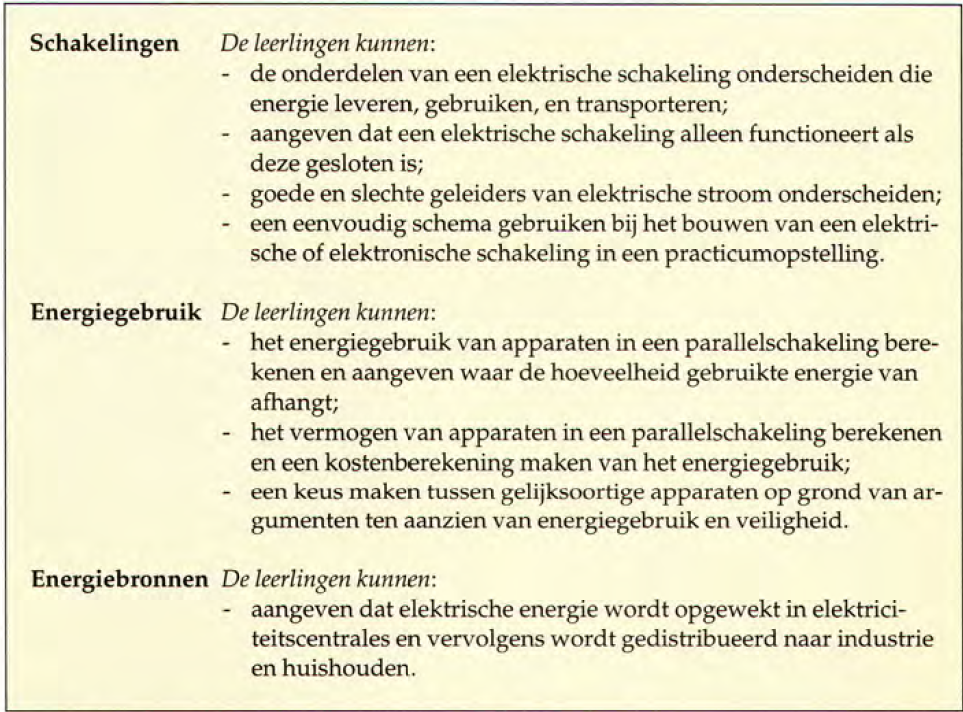 Schakelingen De leerlingen kunnen:
- de onderdelen van een elektrische schakeling onderscheiden die
energie leveren, gebruiken, en transporteren;
- aangeven dat een elektrische schakeling alleen functioneert als
deze gesloten is;
- goede en slechte geleiders van elektrische stroom onderscheiden;
- een eenvoudig schema gebruiken bij het bouwen van een elektri-
sche of elektronische schakeling in een practicumopstelling.
Energiegebruik De leerlingen kunnen:
- het energiegebruik van apparaten in een parallelschakeling bere-
kenen en aangeven waar de hoeveelheid gebruikte energie van
afhangt;
- het vermogen van apparaten in een parallelschakeling berekenen
en een kostenberekening maken van het energiegebruik;
- een keus maken tussen gelijksoortige apparaten op grond van ar-
gumenten ten aanzien van energiegebruik en veiligheid.
Energiebronnen De leerlingen kunnen:
- aangeven dat elektrische energie wordt opgewekt in elektrici-
teitscentrales en vervolgens wordt gedistribueerd naar industrie
en huishouden.